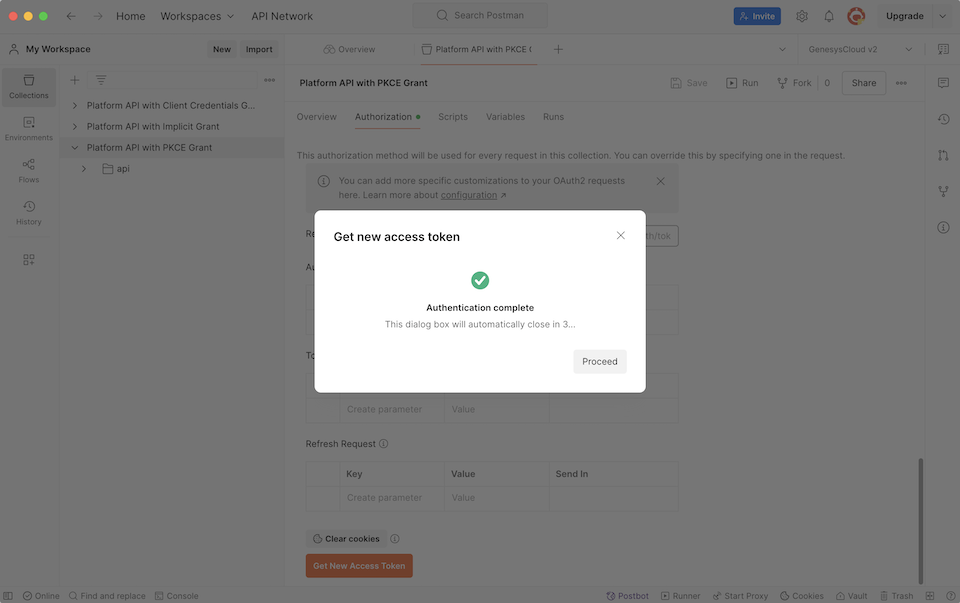 Home Workspaces API Network Search Postman Invite Upgrade
My Workspace New Import Overview Platform API with PKCE ( GenesysCloud v2
Collections
Environments
Flows
History
Platform API with Client Credentials G...
Platform API with Implicit Grant
Platform API with PKCE Grant
api
Platform API with PKCE Grant Save Run Fork 0 Share
Overview Authorization Scripts Variables Runs
This authorization method will be used for every request in this collection. You can override this by specifying one in the request.
You can add more specific customizations to your OAuth2 requests
here. Learn more about configuration ↗
th/tok
Get new access token
Authentication complete
This dialog box will automatically close in 3...
Proceed
Create parameter Value
Refresh Request
Key Value Send In
Create parameter Value
Clear cookies
Get New Access Token
Online Find and replace Console Postbot Runner Start Proxy Cookies Vault Trash